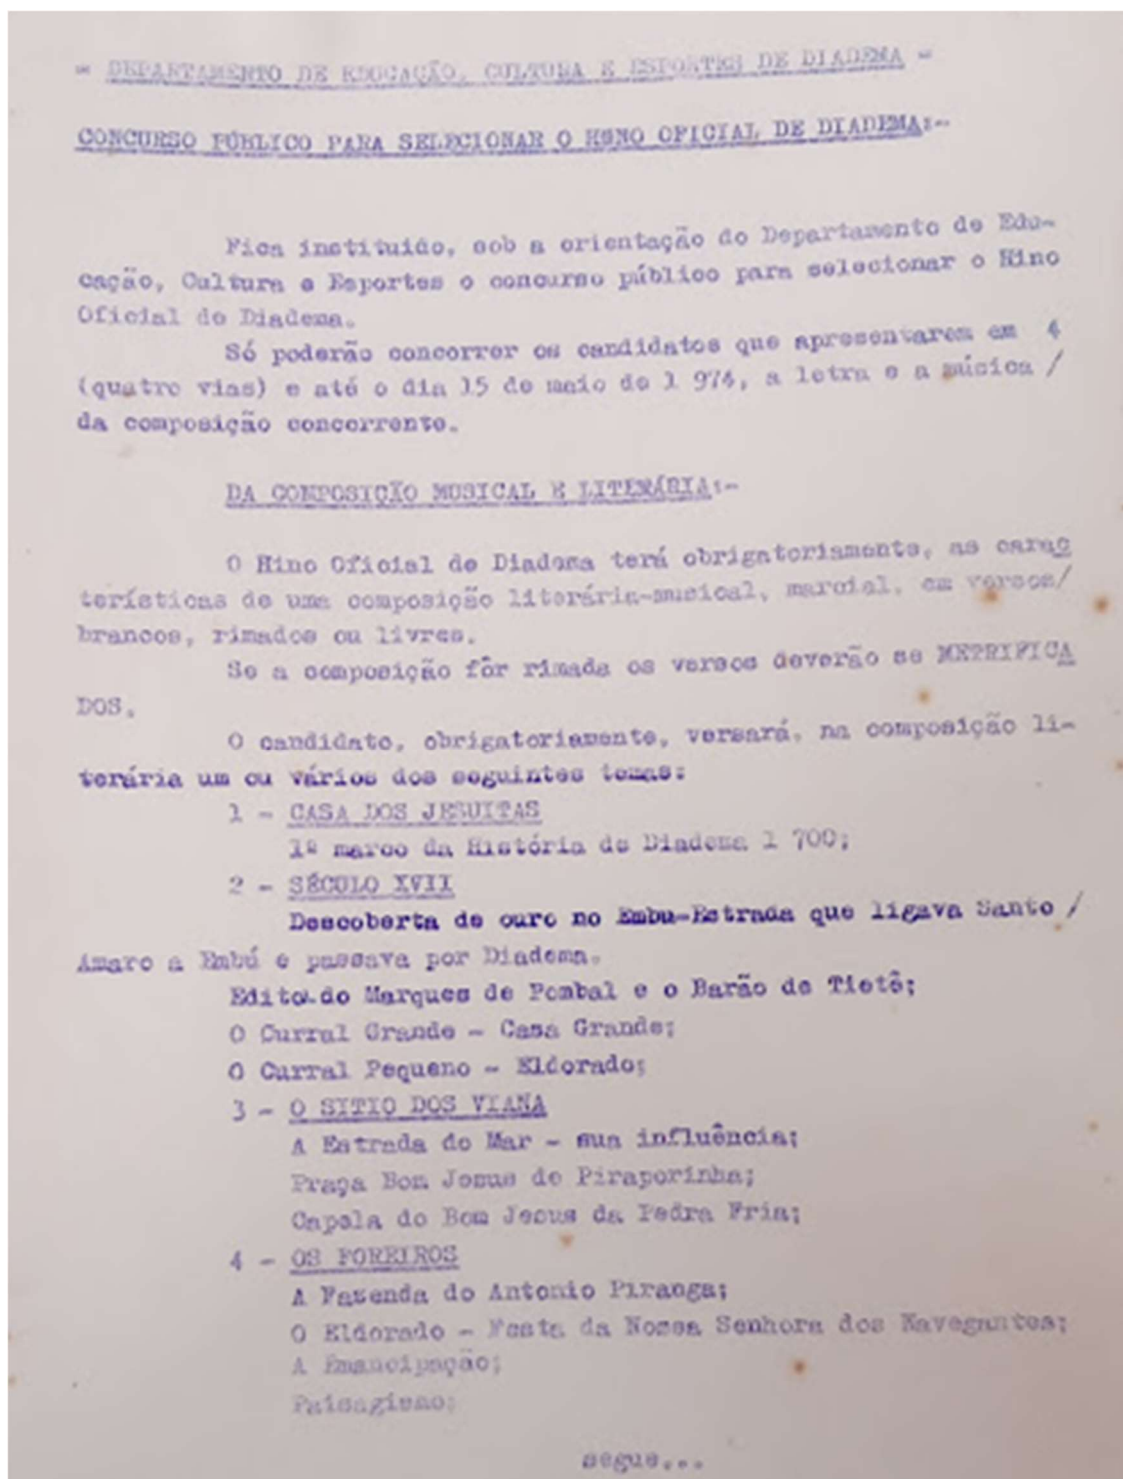 - DEPARTAMENTO DE EDUCAÇÃO, CULTURA E ESPORTES DE DIADEMA -
CONCURSO PÚBLICO PARA SELECIONAR O HINO OFICIAL DE DIADEMA:-
Fica instituido, sob a orientação do Departamento de Edu-
cação, Cultura e Esportes o concurso público para selecionar o Hino
Oficial de Diadema.
Só poderão concorrer os candidatos que apresentarem em 4
(quatro vias) e até o dia 15 de maio de 1 974, a letra e a música /
da composição concorrente.
DA COMPOSIÇÃO MUSICAL E LITERÁRIA:-
O Hino Oficial de Diadema terá obrigatoriamente, as carac
terísticas de uma composição literária-musical, marcial, em versos/
brancos, rimados ou livres.
Se a composição fôr rimada os versos deverão se METRIFICA
DOS.
O candidato, obrigatoriamente, versará, na composição li-
terária um ou vários dos seguintes temas:
1 - CASA DOS JESUITAS
1º marco da História de Diadema 1 700;
2 - SÉCULO XVII
Descoberta de ouro no Embu-Estrada que ligava Santo /
Amaro a Embú e passava por Diadema.
Edito do Marques de Pombal e o Barão de Tietê;
O Curral Grande - Casa Grande;
O Curral Pequeno - Eldorado;
3 - O SITIO DOS VIANA
A Estrada do Mar - sua influência;
Praça Bom Jesus de Piraporinha;
Capela do Bom Jesus da Pedra Fria;
4 - OS FOREIROS
A Fazenda do Antonio Piranga;
O Eldorado - Festa da Nossa Senhora dos Navegantes;
A Emancipação;
Paisagismo;
segue...